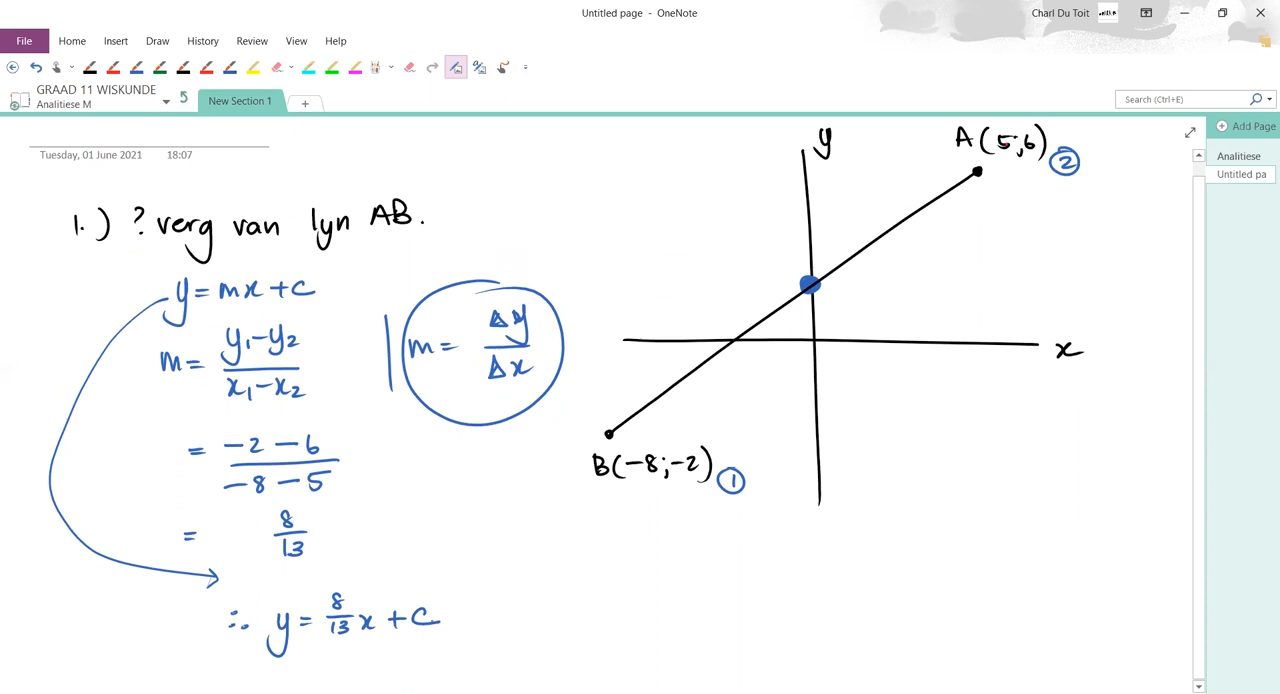 Untitled page - OneNote
Charl Du Toit
File Home Insert Draw History Review View Help
GRAAD 11 WISKUNDE
Analitiese M
New Section 1
+
Search (Ctrl+E)
Add Page
Analitiese
Untitled pa
Tuesday, 01 June 2021 18:07
1.) ? verg van lyn AB.
y = mx + c
m = y₁-y₂ / x₁-x₂
m = Δy / Δx
= -2 - 6 / -8 - 5
= 8/13
∴ y = 8/13 x + c
y
A(5;6) ②
x
B(-8;-2) ①